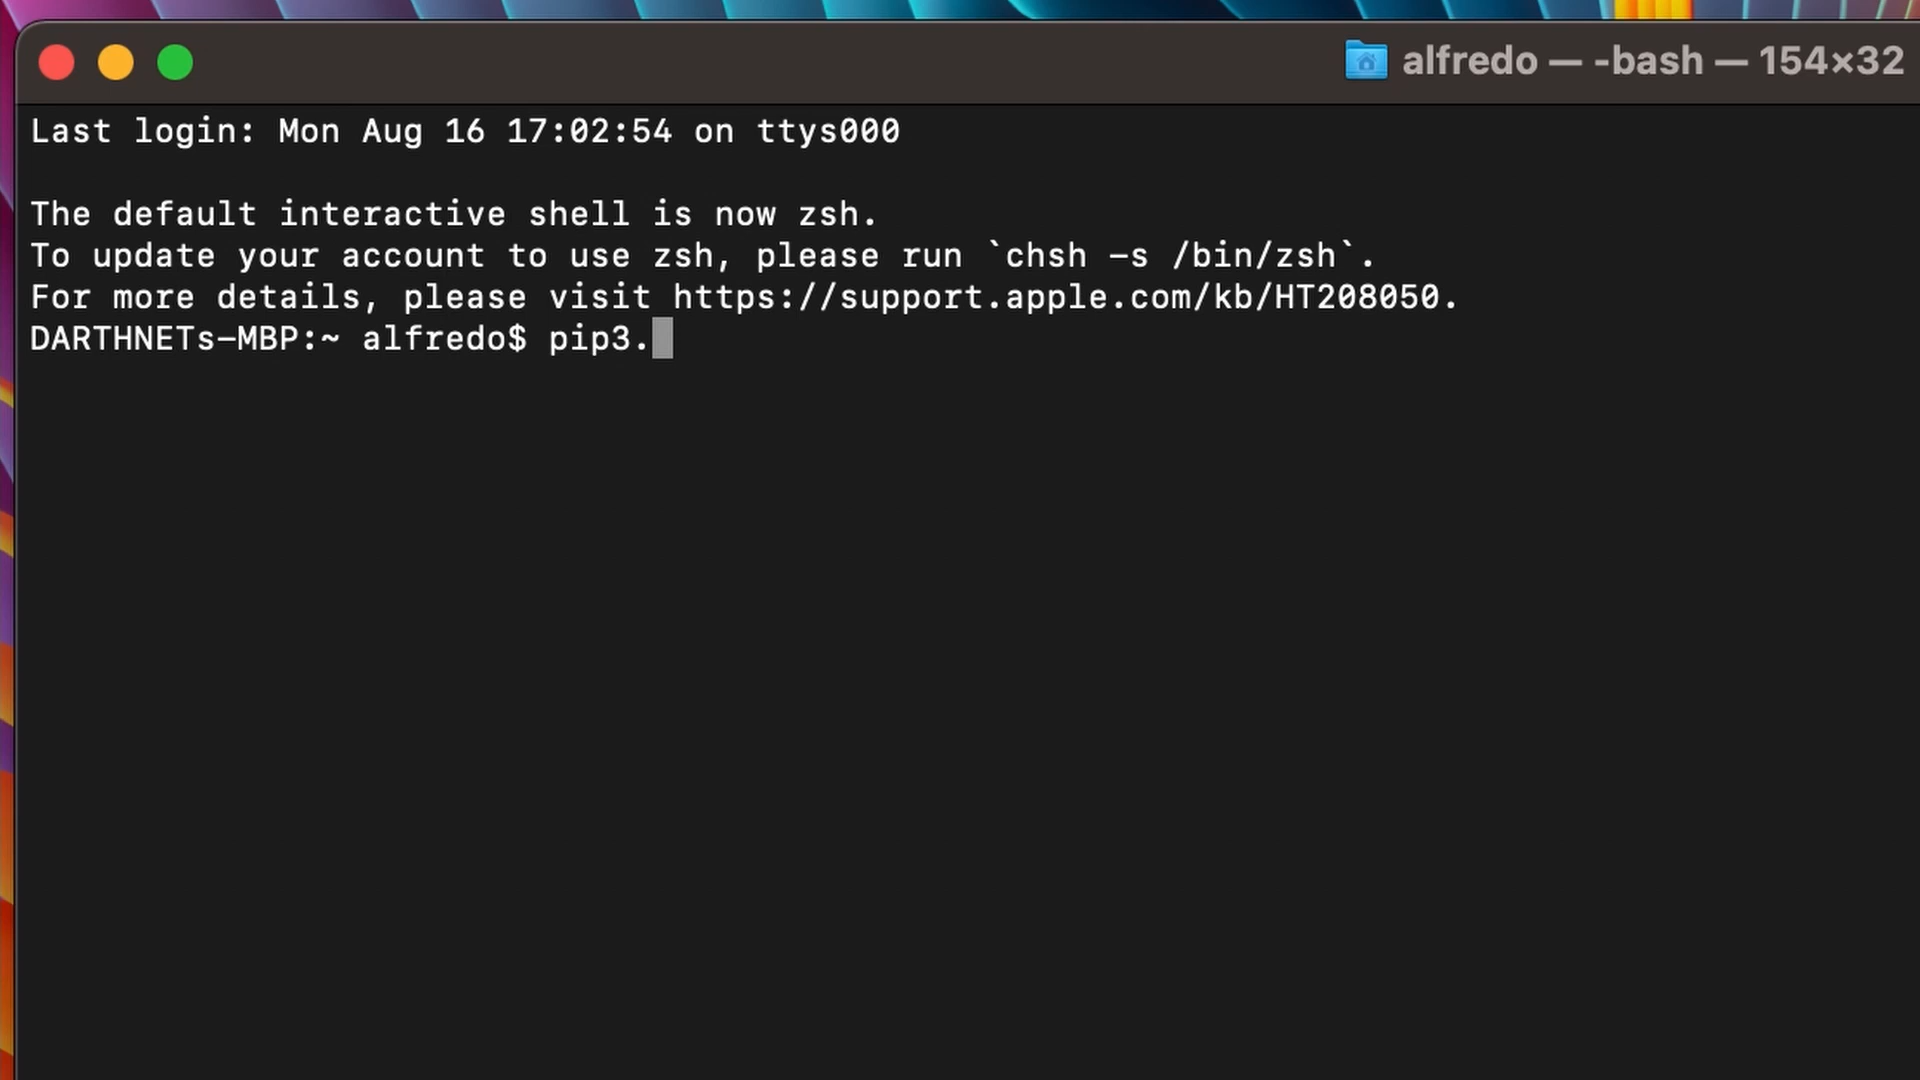 alfredo — -bash — 154×32
Last login: Mon Aug 16 17:02:54 on ttys000
The default interactive shell is now zsh.
To update your account to use zsh, please run `chsh -s /bin/zsh`.
For more details, please visit https://support.apple.com/kb/HT208050.
DARTHNETs-MBP:~ alfredo$ pip3.